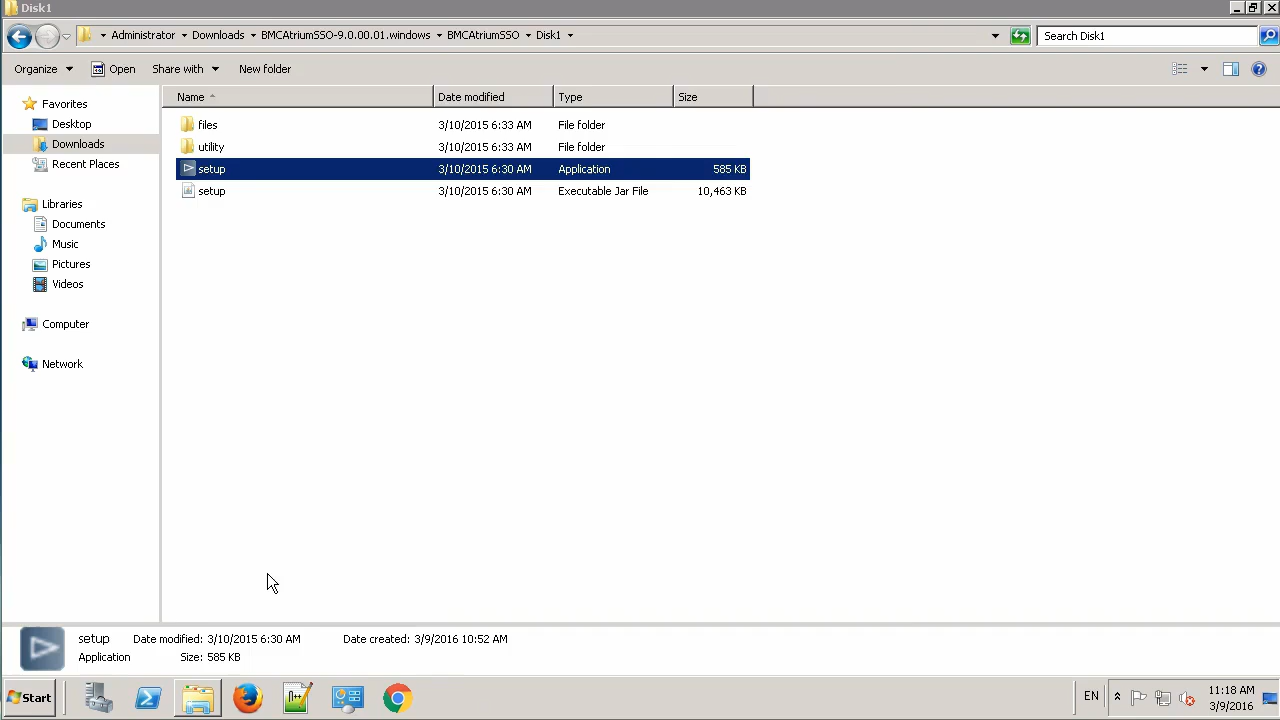 Disk1
Administrator Downloads BMCAtriumSSO-9.0.00.01.windows BMCAtriumSSO Disk1
Search Disk1
Organize Open Share with New folder
Name Date modified Type Size
Favorites
Desktop
Downloads
Recent Places
Libraries
Documents
Music
Pictures
Videos
Computer
Network
files 3/10/2015 6:33 AM File folder
utility 3/10/2015 6:33 AM File folder
setup 3/10/2015 6:30 AM Application 585 KB
setup 3/10/2015 6:30 AM Executable Jar File 10,463 KB
setup Date modified: 3/10/2015 6:30 AM Date created: 3/9/2016 10:52 AM
Application Size: 585 KB
Start
EN
11:18 AM
3/9/2016